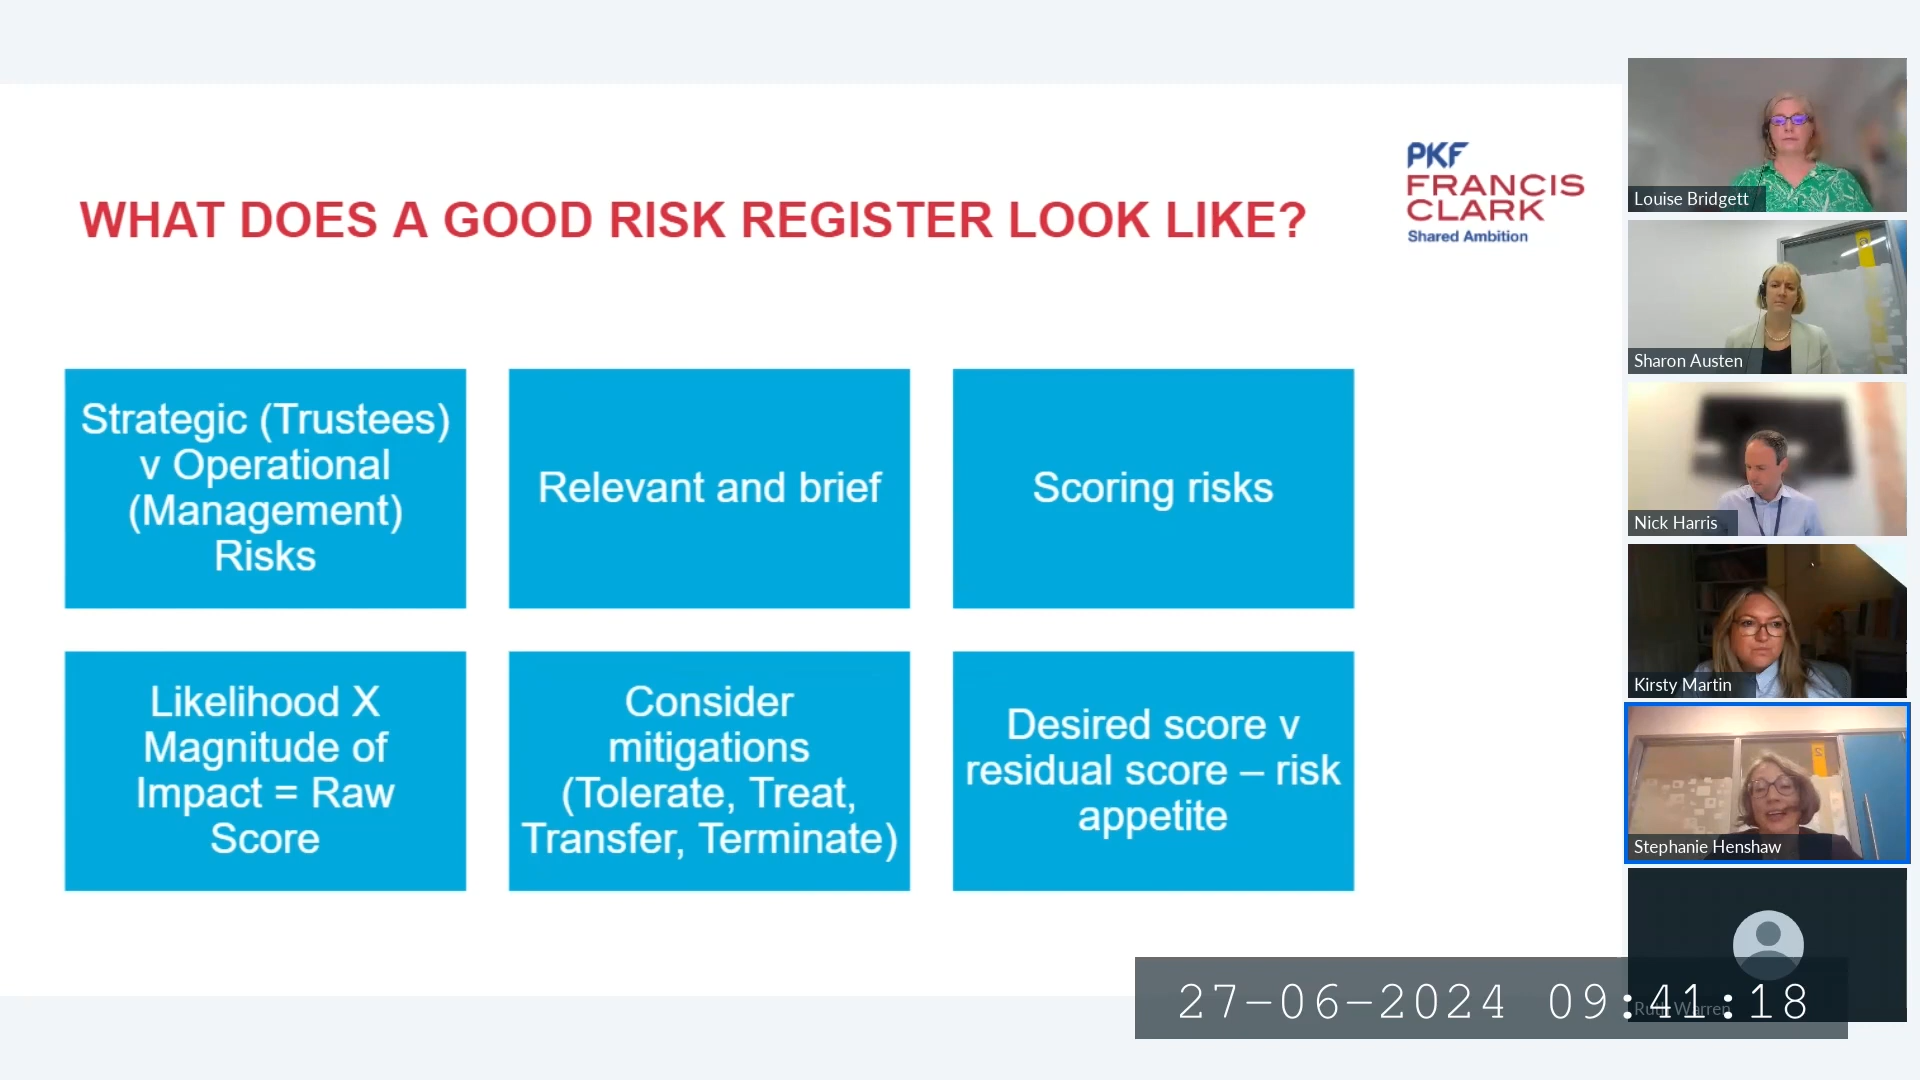 WHAT DOES A GOOD RISK REGISTER LOOK LIKE?
PKF
FRANCIS
CLARK
Shared Ambition
Strategic (Trustees)
v Operational
(Management)
Risks
Relevant and brief
Scoring risks
Likelihood X
Magnitude of
Impact = Raw
Score
Consider
mitigations
(Tolerate, Treat,
Transfer, Terminate)
Desired score v
residual score – risk
appetite
Louise Bridgett
Sharon Austen
Nick Harris
Kirsty Martin
Stephanie Henshaw
Ruth Warren
27-06-2024 09:41:18